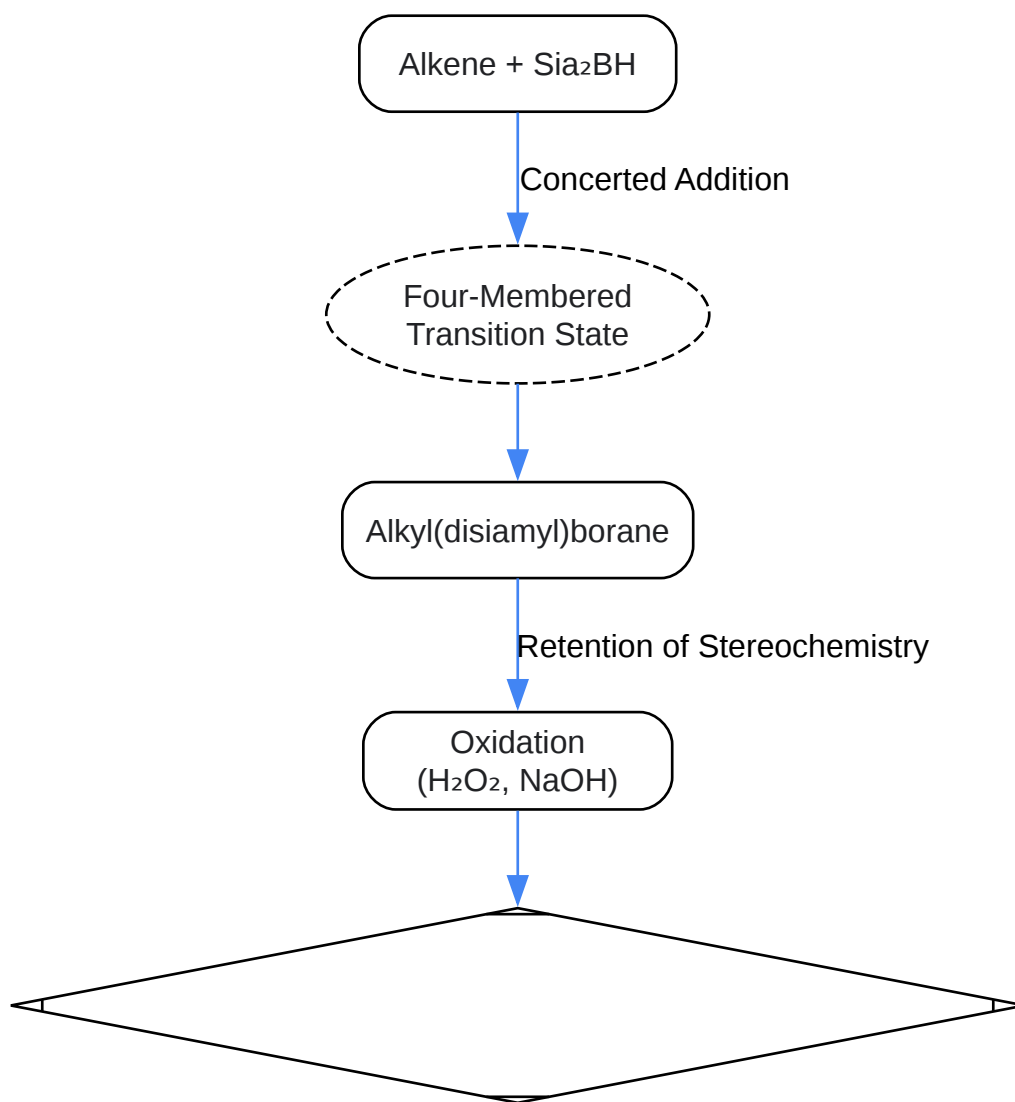 Alkene + Sia₂BH
Concerted Addition
Four-Membered
Transition State
Alkyl(disiamyl)borane
Retention of Stereochemistry
Oxidation
(H₂O₂, NaOH)